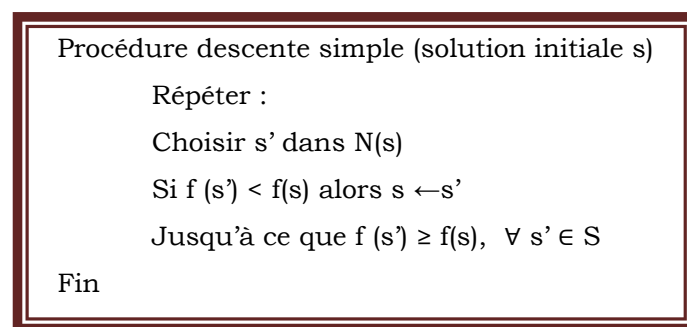 Procédure descente simple (solution initiale s)
Répéter :
Choisir s’ dans N(s)
Si f (s’) < f(s) alors s ←s’
Jusqu’à ce que f (s’) ≥ f(s), ∀ s’ ∈ S
Fin